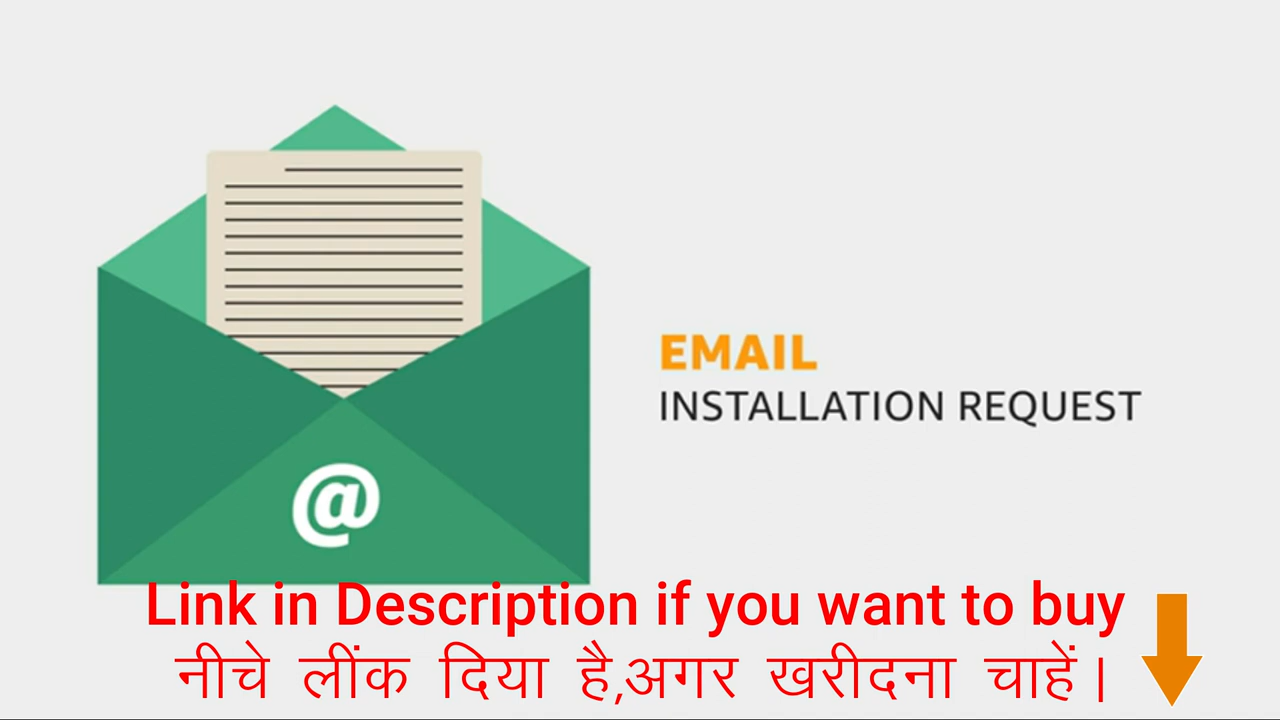 @
EMAIL
INSTALLATION REQUEST
Link in Description if you want to buy
नीचे लींक दिया है,अगर खरीदना चाहें |